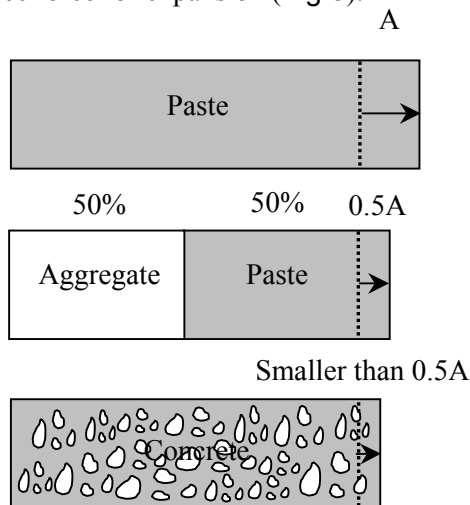 A
Paste
50% 50% 0.5A
Aggregate Paste
Smaller than 0.5A
Concrete